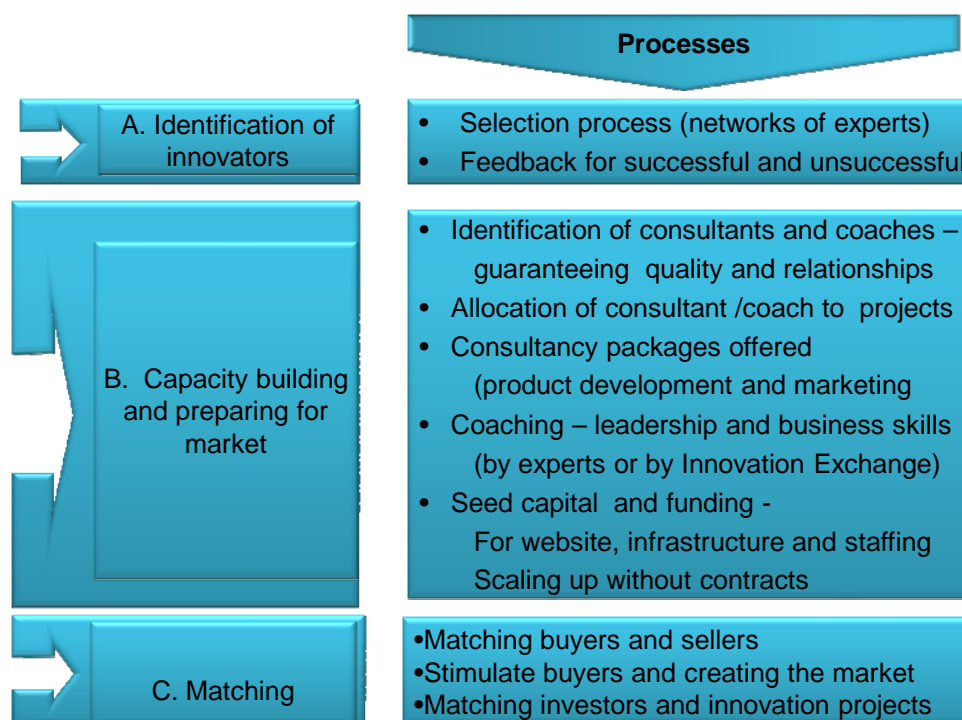 Processes
A. Identification of
innovators
• Selection process (networks of experts)
• Feedback for successful and unsuccessful
B. Capacity building
and preparing for
market
• Identification of consultants and coaches –
guaranteeing quality and relationships
• Allocation of consultant /coach to projects
• Consultancy packages offered
(product development and marketing
• Coaching – leadership and business skills
(by experts or by Innovation Exchange)
• Seed capital and funding -
For website, infrastructure and staffing
Scaling up without contracts
C. Matching
•Matching buyers and sellers
•Stimulate buyers and creating the market
•Matching investors and innovation projects